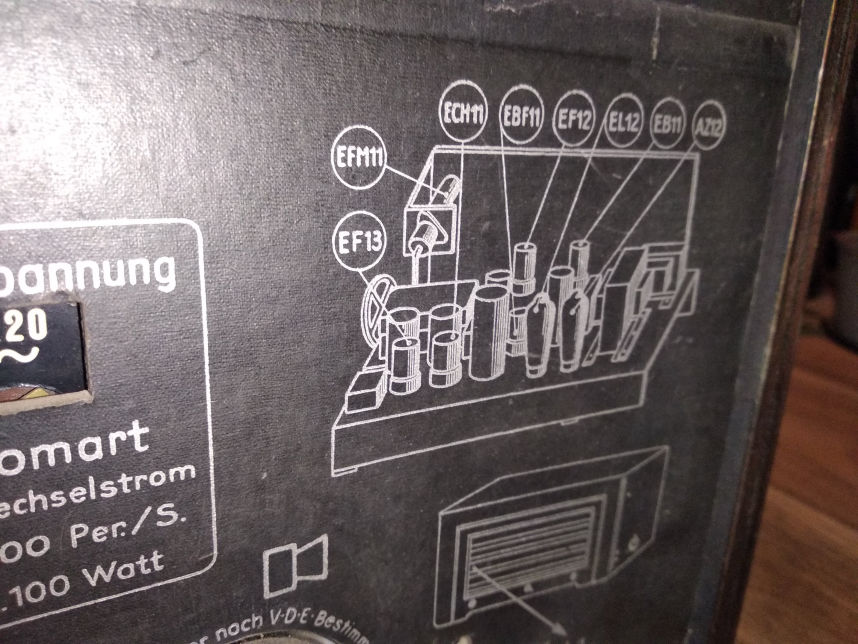 ECH11 EBF11 EF12 EL12 EB11 AZ12
EFM11
EF13
pannung
20
~
omart
echselstrom
00 Per./S.
.100 Watt
nach V·D·E·Bestimm